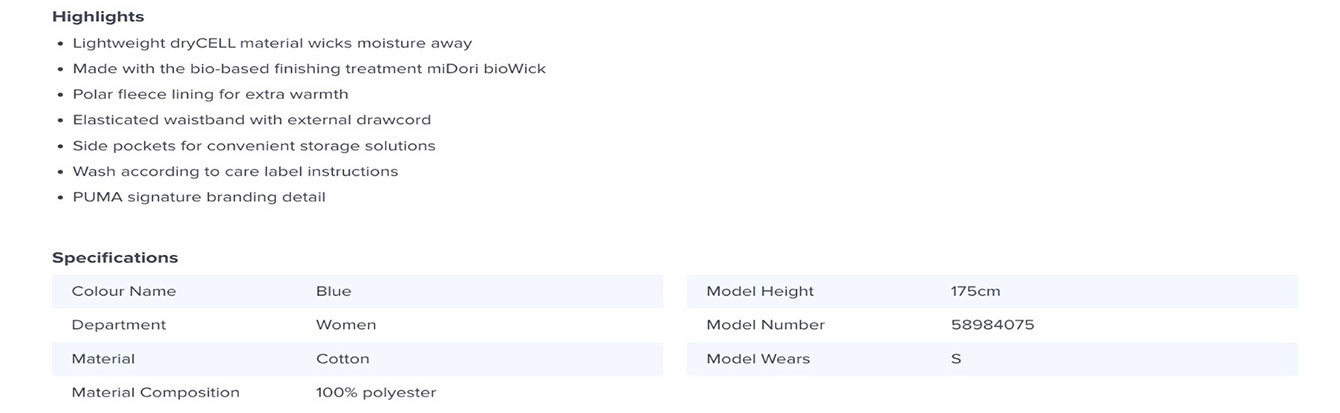 Highlights
• Lightweight dryCELL material wicks moisture away
• Made with the bio-based finishing treatment miDori bioWick
• Polar fleece lining for extra warmth
• Elasticated waistband with external drawcord
• Side pockets for convenient storage solutions
• Wash according to care label instructions
• PUMA signature branding detail
Specifications
Colour Name Blue
Department Women
Material Cotton
Material Composition 100% polyester
Model Height 175cm
Model Number 58984075
Model Wears S